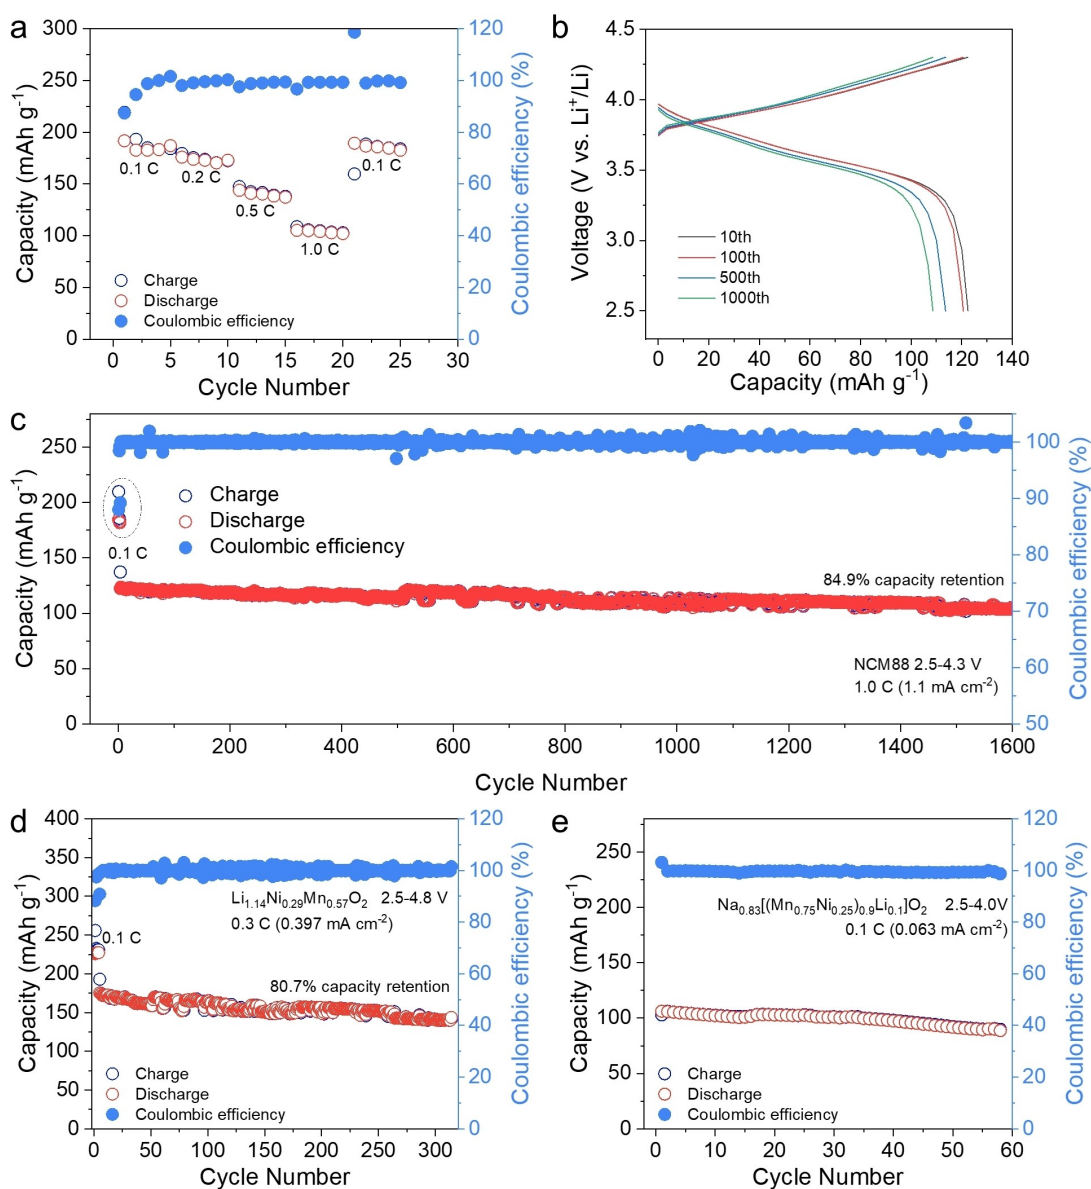 a
300
250
200
150
100
50
0
Capacity (mAh g⁻¹)
120
100
80
60
40
20
0
Coulombic efficiency (%)
0.1 C
0.2 C
0.5 C
1.0 C
0.1 C
Charge
Discharge
Coulombic efficiency
0 5 10 15 20 25 30
Cycle Number
b
4.5
4.0
3.5
3.0
2.5
Voltage (V vs. Li⁺/Li)
10th
100th
500th
1000th
0 20 40 60 80 100 120 140
Capacity (mAh g⁻¹)
c
250
200
150
100
50
0
Capacity (mAh g⁻¹)
100
90
80
70
60
50
Coulombic efficiency (%)
Charge
Discharge
Coulombic efficiency
0.1 C
84.9% capacity retention
NCM88 2.5-4.3 V
1.0 C (1.1 mA cm⁻²)
0 200 400 600 800 1000 1200 1400 1600
Cycle Number
d
400
350
300
250
200
150
100
50
0
Capacity (mAh g⁻¹)
120
100
80
60
40
20
0
Coulombic efficiency (%)
Li₁.₁₄Ni₀.₂₉Mn₀.₅₇O₂ 2.5-4.8 V
0.3 C (0.397 mA cm⁻²)
0.1 C
80.7% capacity retention
Charge
Discharge
Coulombic efficiency
0 50 100 150 200 250 300
Cycle Number
e
250
200
150
100
50
0
Capacity (mAh g⁻¹)
120
100
80
60
40
20
0
Coulombic efficiency (%)
Na₀.₈₃[(Mn₀.₇₅Ni₀.₂₅)₀.₉Li₀.₁]O₂ 2.5-4.0V
0.1 C (0.063 mA cm⁻²)
Charge
Discharge
Coulombic efficiency
0 10 20 30 40 50 60
Cycle Number